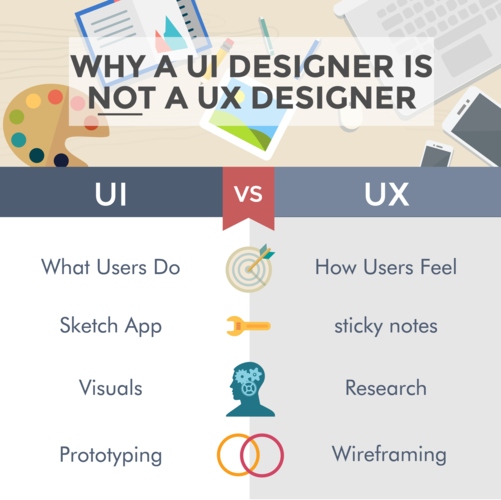 WHY A UI DESIGNER IS
NOT A UX DESIGNER
UI VS UX
What Users Do How Users Feel
Sketch App sticky notes
Visuals Research
Prototyping Wireframing